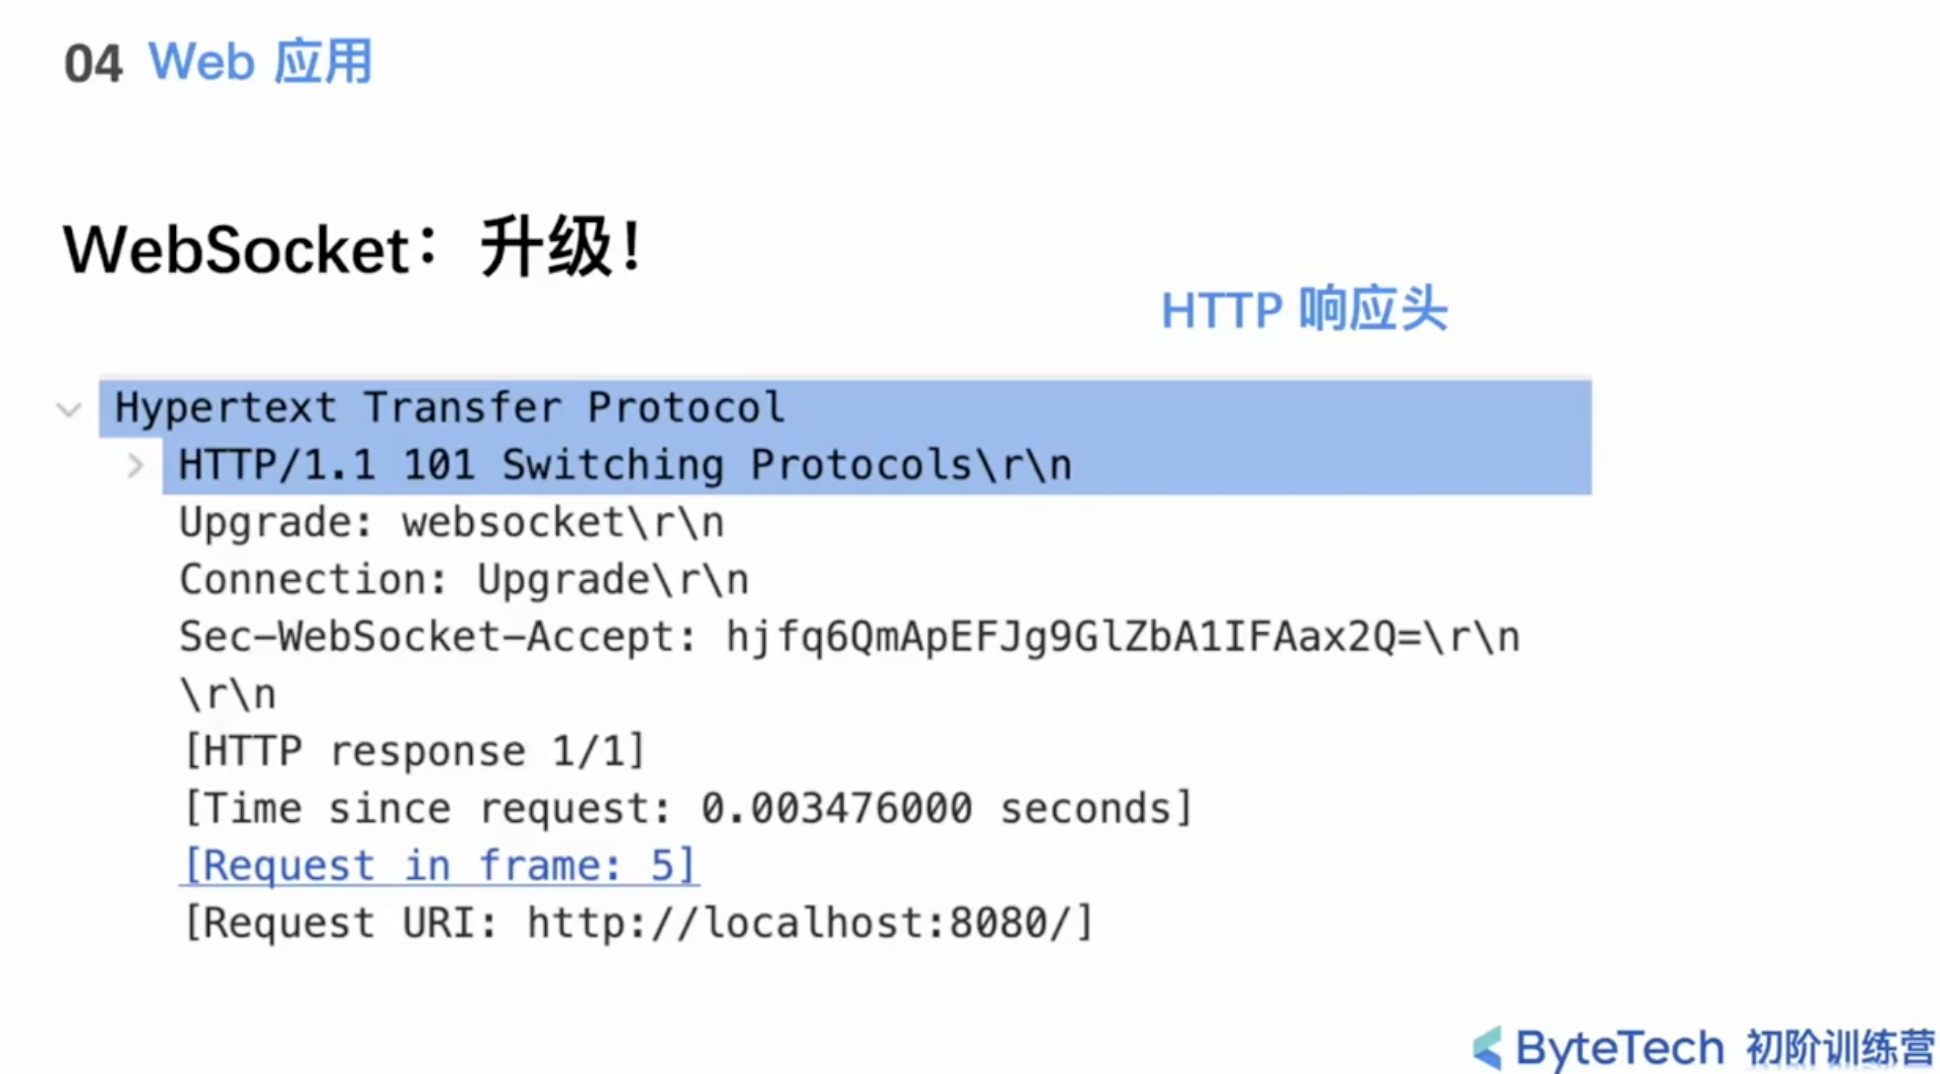 04 Web 应用
WebSocket：升级！
HTTP 响应头
Hypertext Transfer Protocol
HTTP/1.1 101 Switching Protocols\r\n
Upgrade: websocket\r\n
Connection: Upgrade\r\n
Sec-WebSocket-Accept: hjfq6QmApEFJg9GlZbA1IFAax2Q=\r\n
\r\n
[HTTP response 1/1]
[Time since request: 0.003476000 seconds]
[Request in frame: 5]
[Request URI: http://localhost:8080/]
ByteTech 初阶训练营